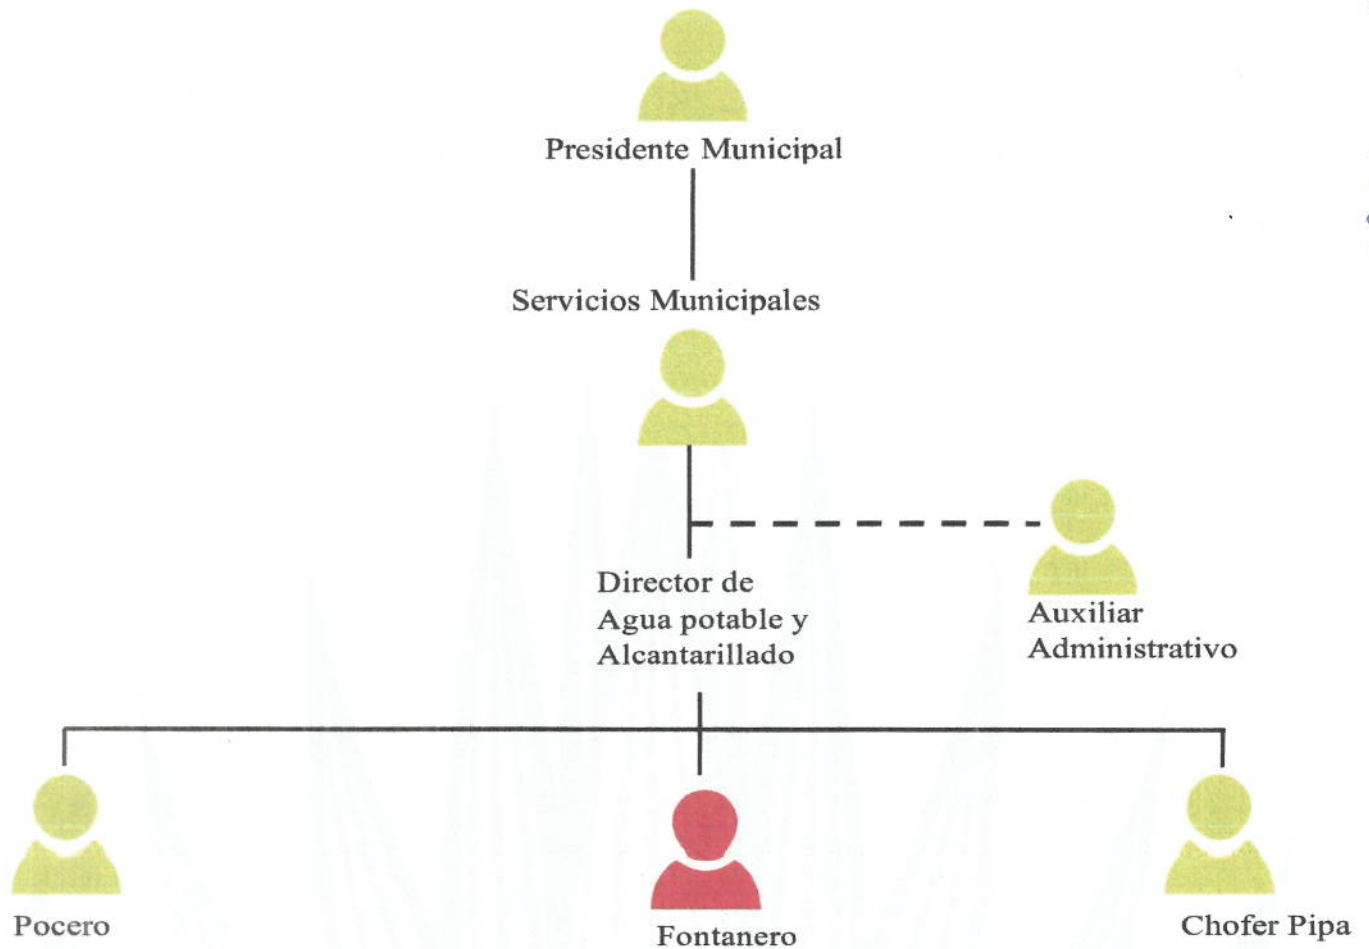 Presidente Municipal
Servicios Municipales
Director de
Agua potable y
Alcantarillado
Auxiliar
Administrativo
Pocero
Fontanero
Chofer Pipa